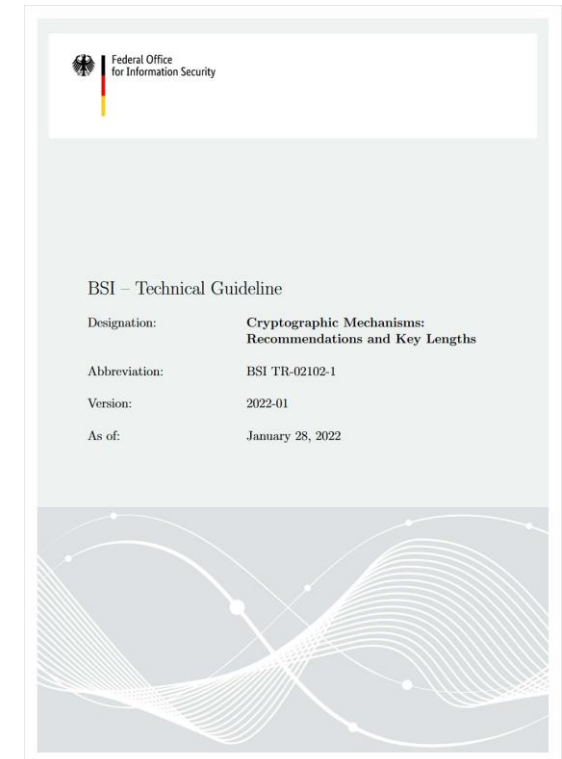 Federal Office
for Information Security
BSI – Technical Guideline
Designation: Cryptographic Mechanisms:
Recommendations and Key Lengths
Abbreviation: BSI TR-02102-1
Version: 2022-01
As of: January 28, 2022